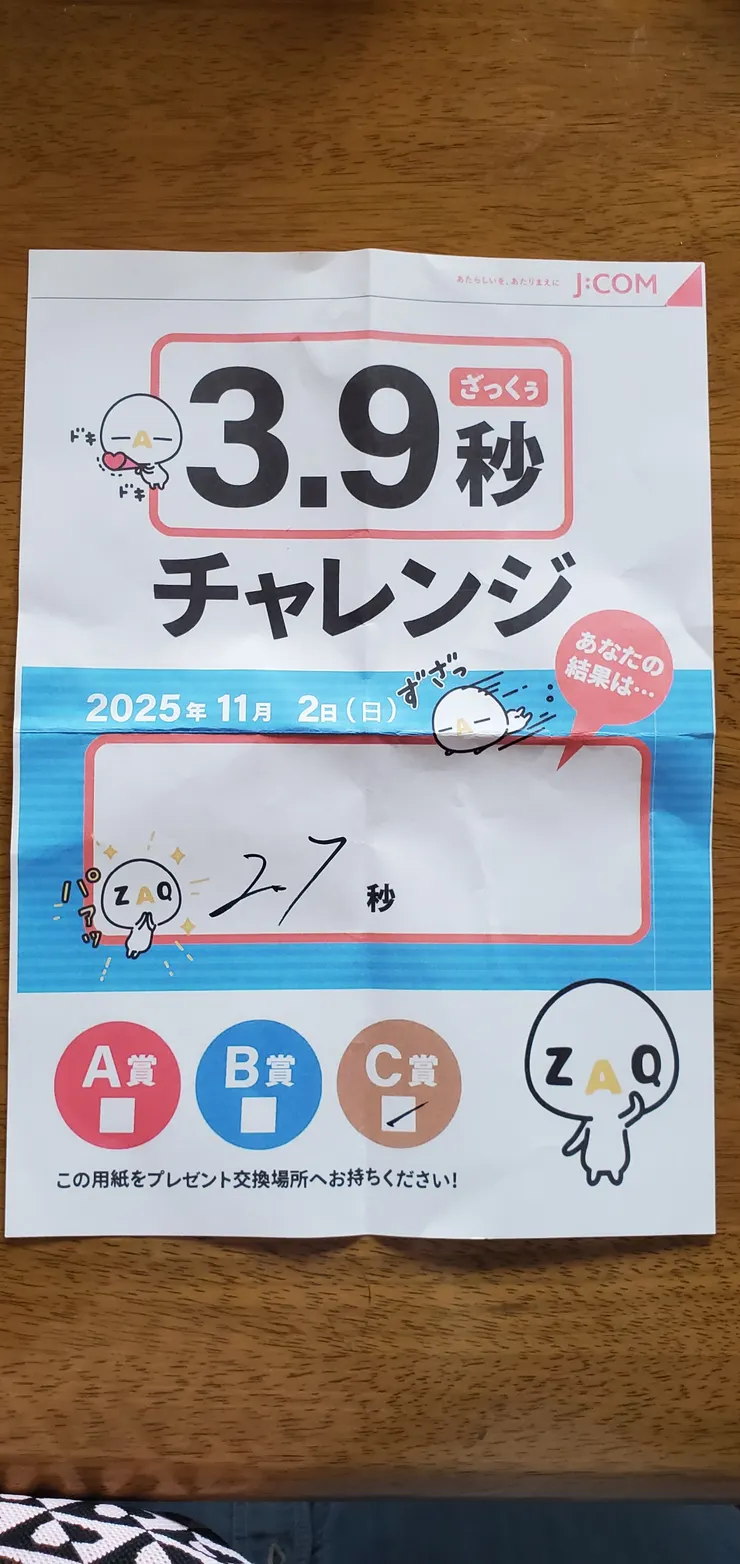 あたらしいを、あたりまえに J:COM
3.9秒
ざっくぅ
ドキ
A
ドキ
チャレンジ
あなたの
結果は…
2025年 11月 2日(日)
ずざっ
A
パァッ
ZAQ
2.7 秒
A賞
B賞
C賞
ZAQ
この用紙をプレゼント交換場所へお持ちください!